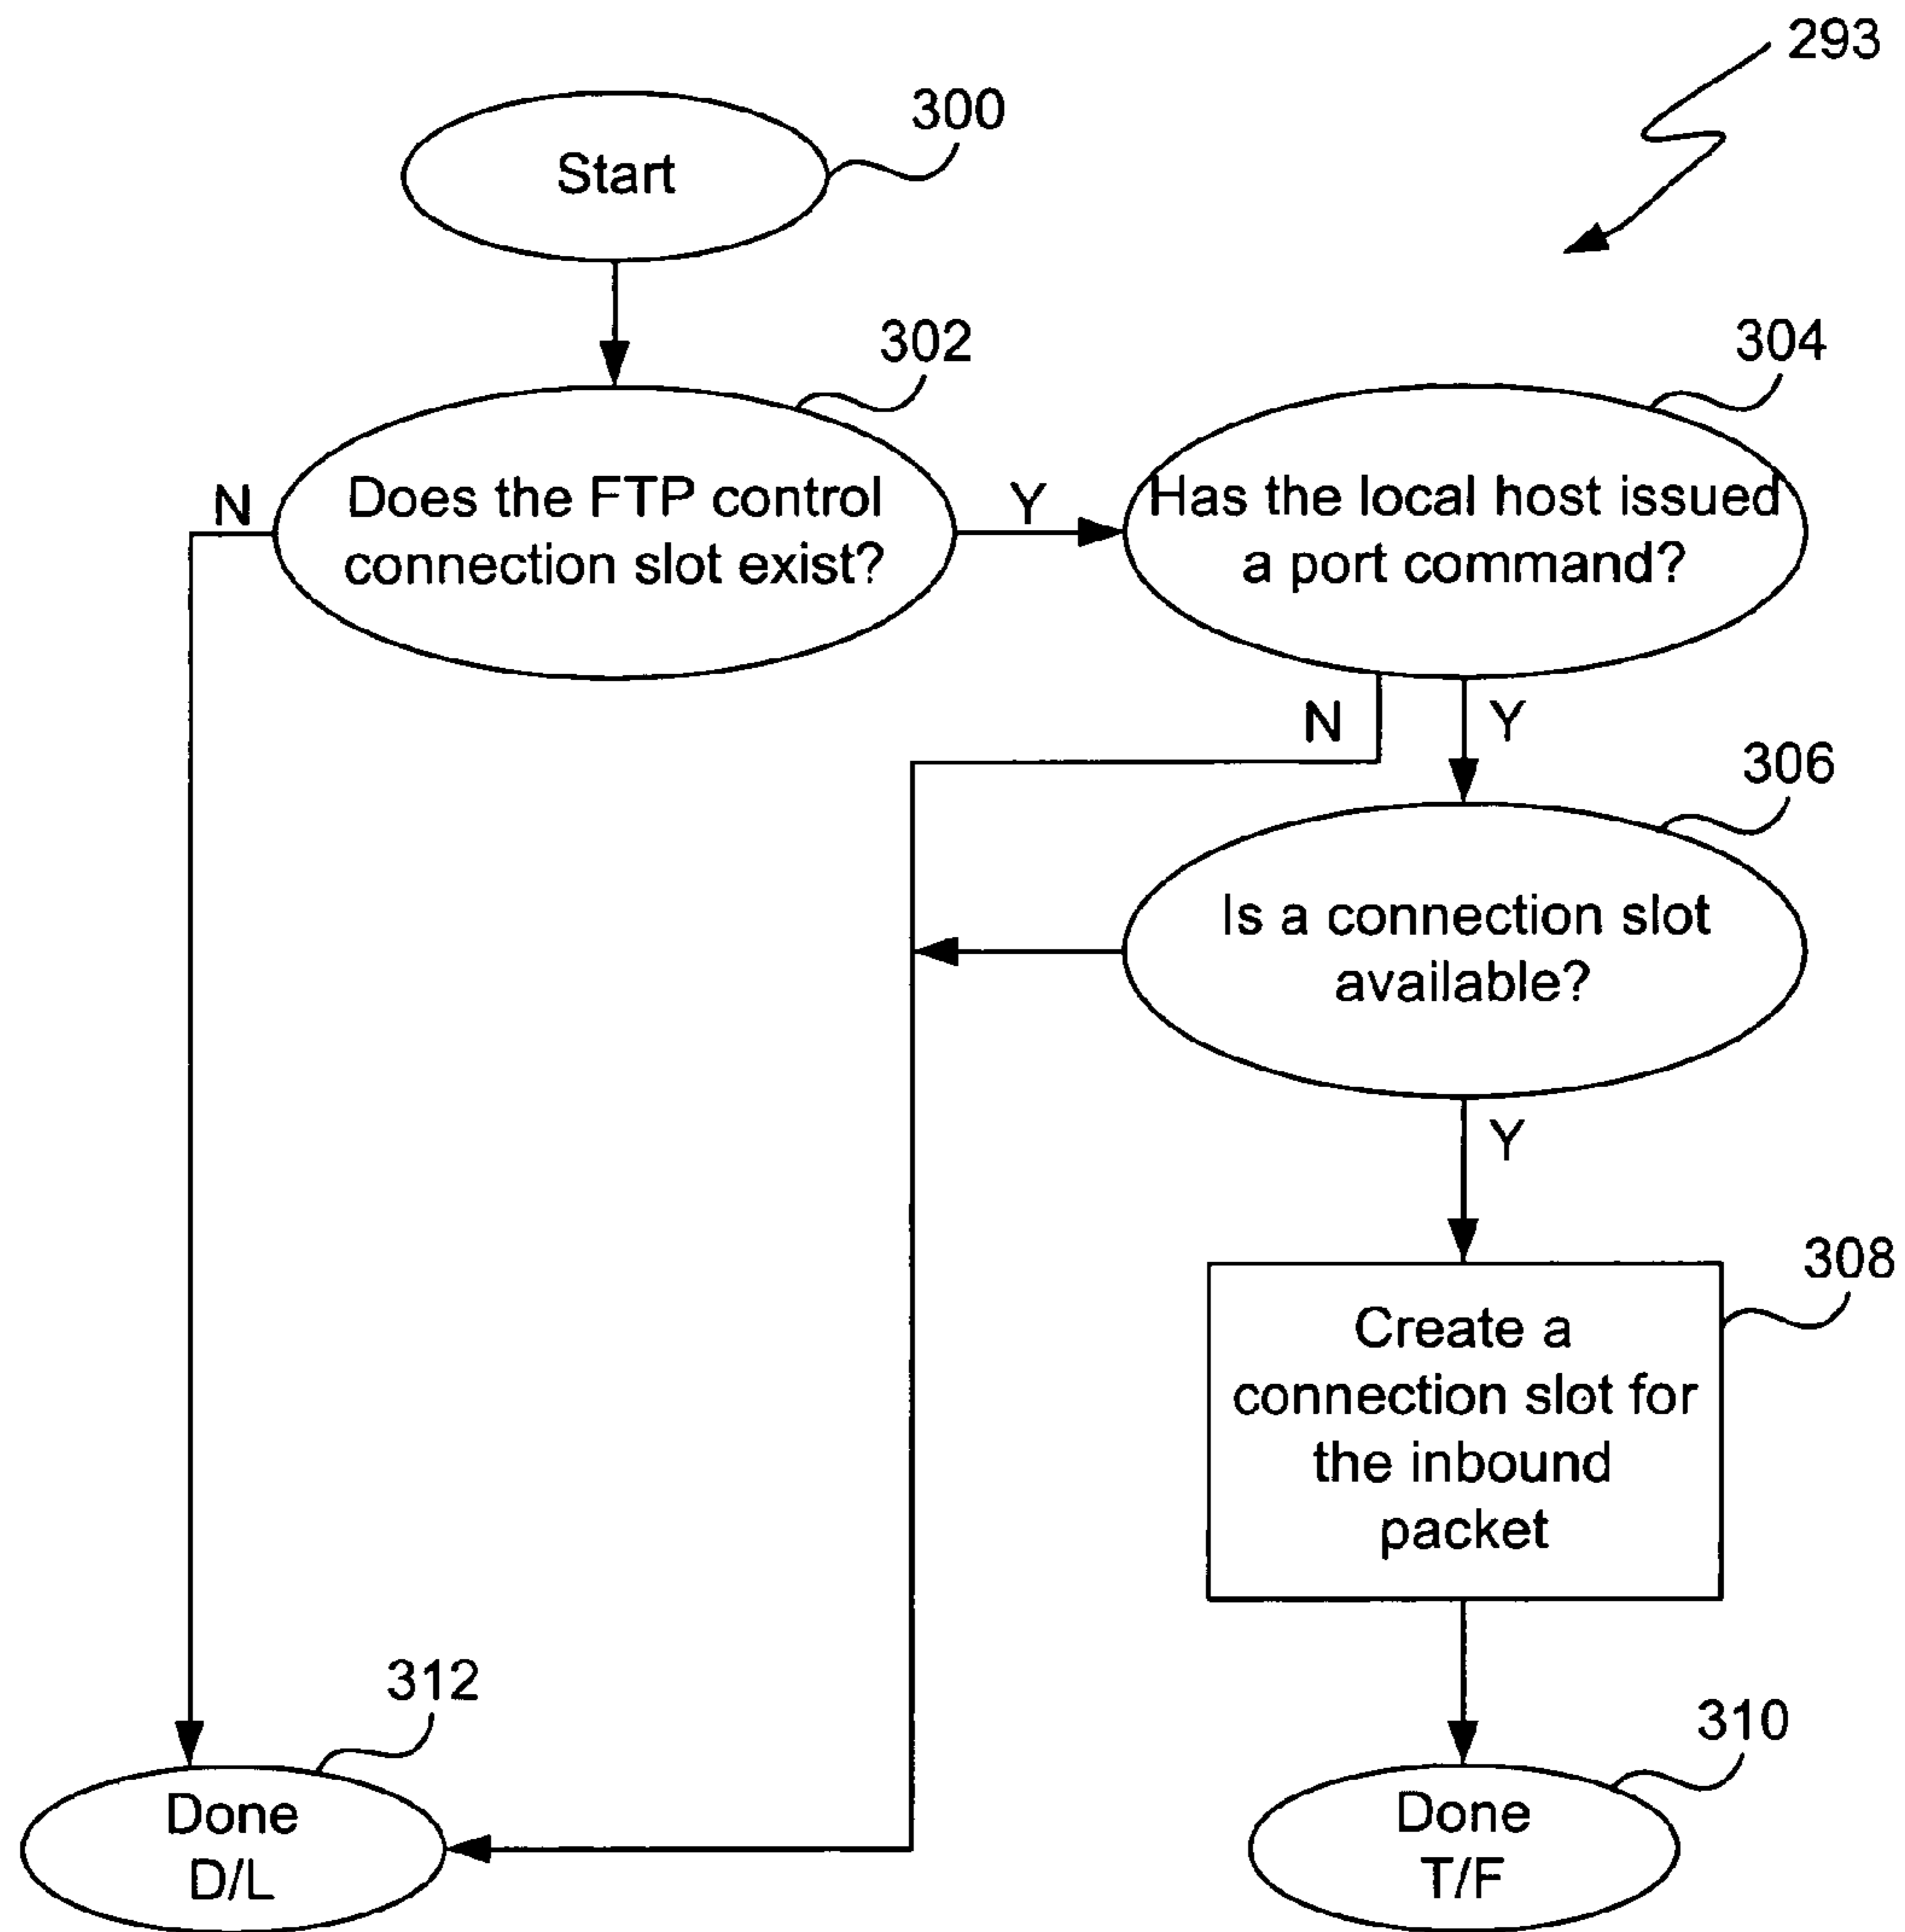 293
300
Start
302
304
N
Does the FTP control
connection slot exist?
Y
Has the local host issued
a port command?
N
Y
306
Is a connection slot
available?
Y
308
Create a
connection slot for
the inbound
packet
312
310
Done
D/L
Done
T/F